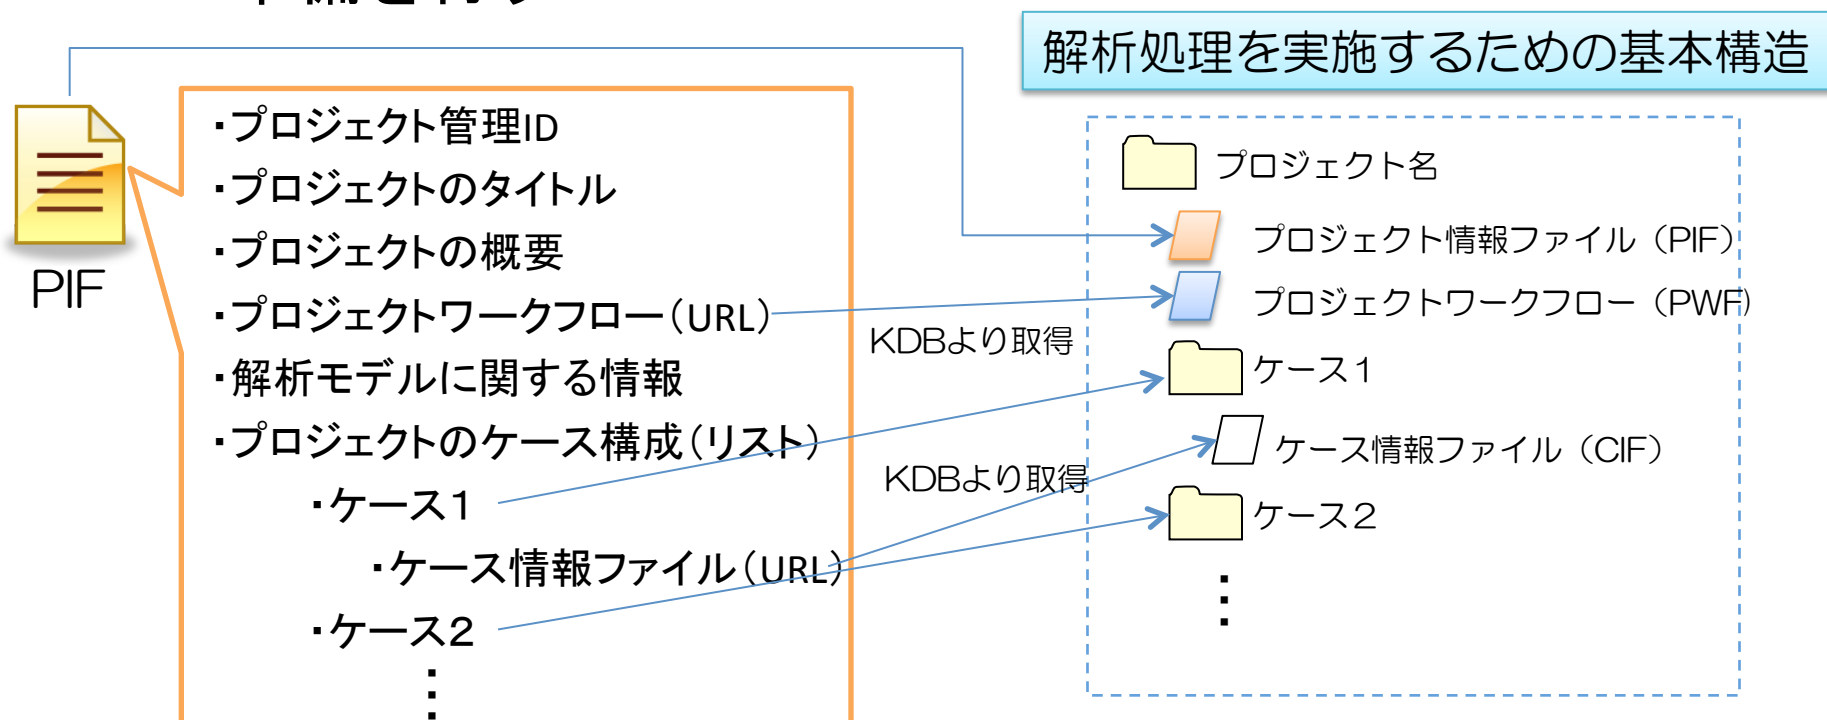 解析処理を実施するための基本構造
PIF
・プロジェクト管理ID
・プロジェクトのタイトル
・プロジェクトの概要
・プロジェクトワークフロー（URL）
・解析モデルに関する情報
・プロジェクトのケース構成（リスト）
・ケース1
・ケース情報ファイル（URL）
・ケース2
KDBより取得
KDBより取得
プロジェクト名
プロジェクト情報ファイル（PIF）
プロジェクトワークフロー（PWF）
ケース１
ケース情報ファイル（CIF）
ケース２